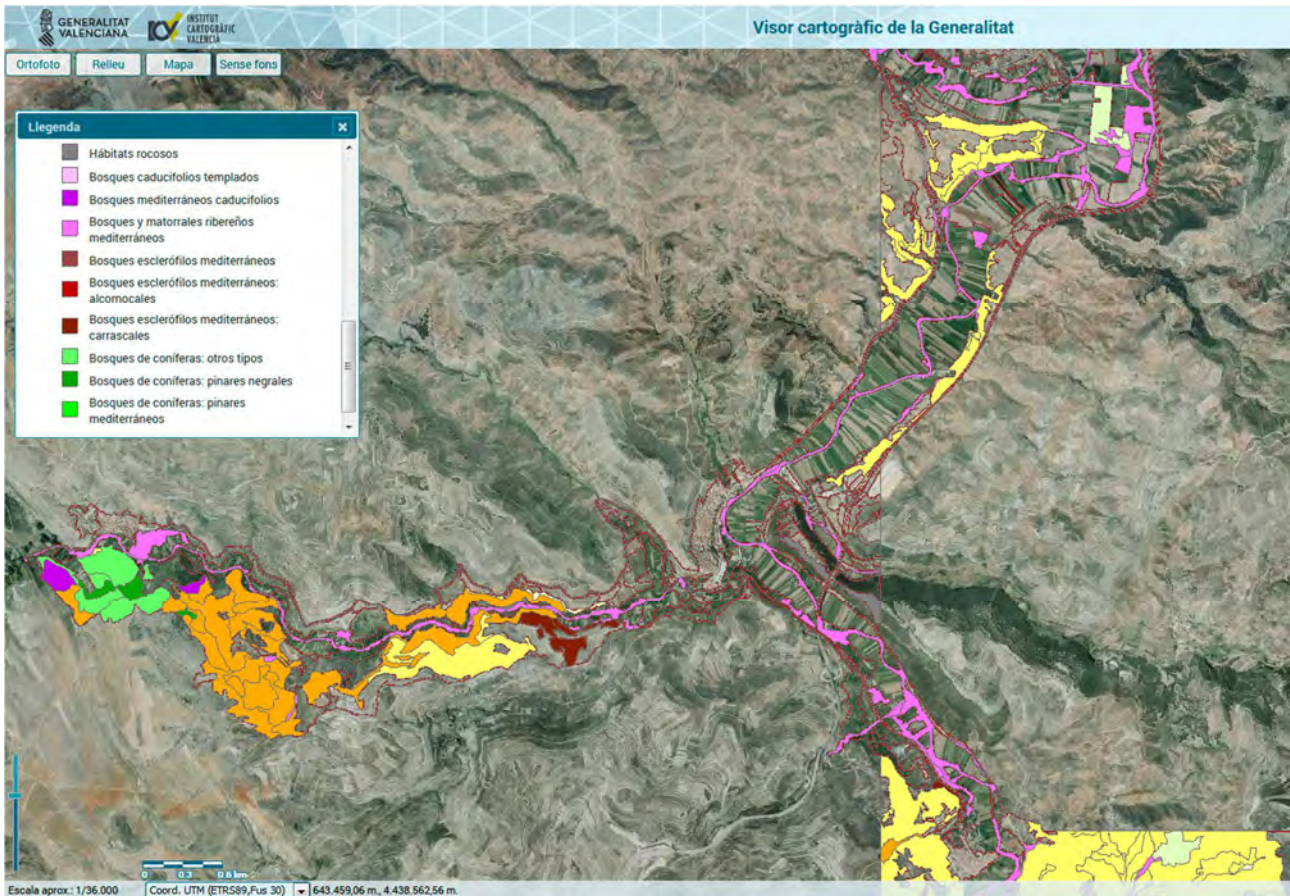 GENERALITAT
VALENCIANA
ICV
INSTITUT
CARTOGRÀFIC
VALENCIÀ
Visor cartogràfic de la Generalitat
Ortofoto
Relleu
Mapa
Sense fons
Llegenda
Hábitats rocosos
Bosques caducifolios templados
Bosques mediterráneos caducifolios
Bosques y matorrales ribereños
mediterráneos
Bosques esclerófilos mediterráneos
Bosques esclerófilos mediterráneos:
alcornocales
Bosques esclerófilos mediterráneos:
carrascales
Bosques de coníferas: otros tipos
Bosques de coníferas: pinares negrales
Bosques de coníferas: pinares
mediterráneos
0 0.3 0.6 km
Escala aprox.: 1/36.000 Coord. UTM (ETRS89,Fus 30) 643.459,06 m., 4.438.562,56 m.